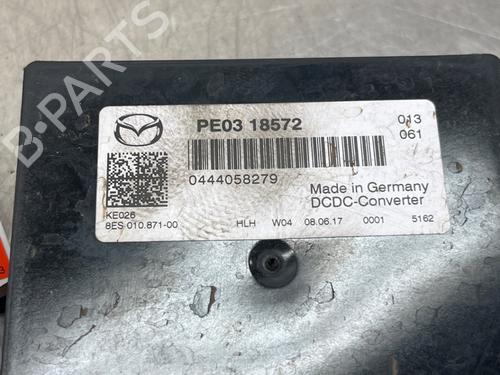 PE03 18572
013
061
0444058279
Made in Germany
DCDC-Converter
KE026
8ES 010.871-00 HLH W04 08.06.17 0001 5162
B-Parts